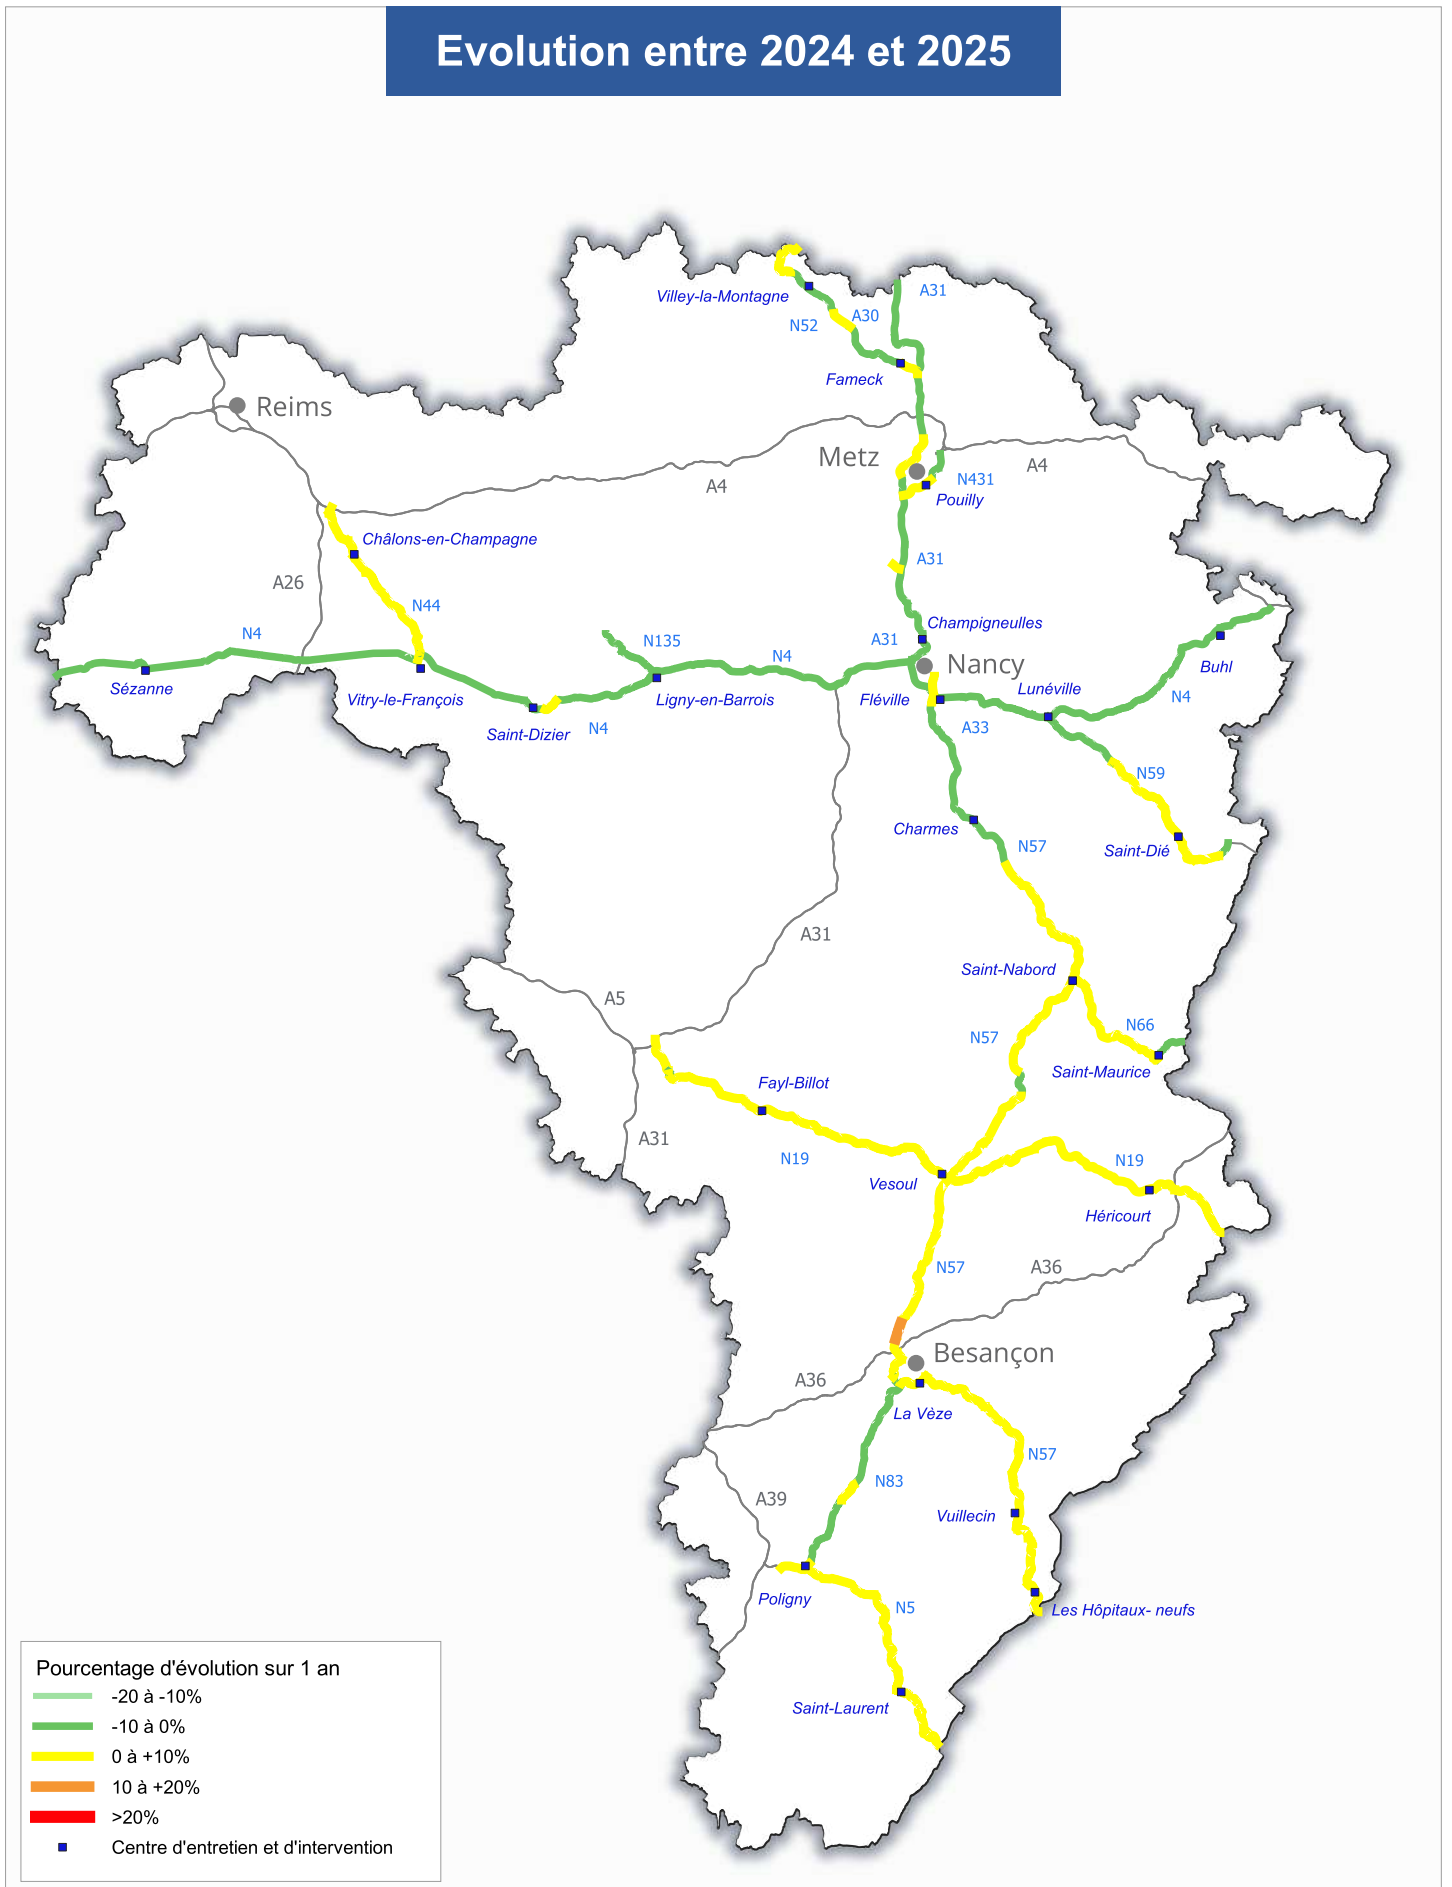 Evolution entre 2024 et 2025
A31
Villey-la-Montagne
N52
A30
Fameck
Reims
Metz
A4
A4
N431
Pouilly
Châlons-en-Champagne
A31
A26
N44
Champigneulles
N4
N135
A31
N4
Nancy
Buhl
Sézanne
Vitry-le-François
Ligny-en-Barrois
Fléville
Lunéville
N4
Saint-Dizier
N4
A33
N59
Charmes
N57
Saint-Dié
A31
Saint-Nabord
A5
N57
N66
Saint-Maurice
Fayl-Billot
A31
N19
N19
Vesoul
Héricourt
N57
A36
Besançon
A36
La Vèze
N57
N83
A39
Vuillecin
Poligny
N5
Les Hôpitaux- neufs
Saint-Laurent
Pourcentage d'évolution sur 1 an
-20 à -10%
-10 à 0%
0 à +10%
10 à +20%
>20%
Centre d'entretien et d'intervention